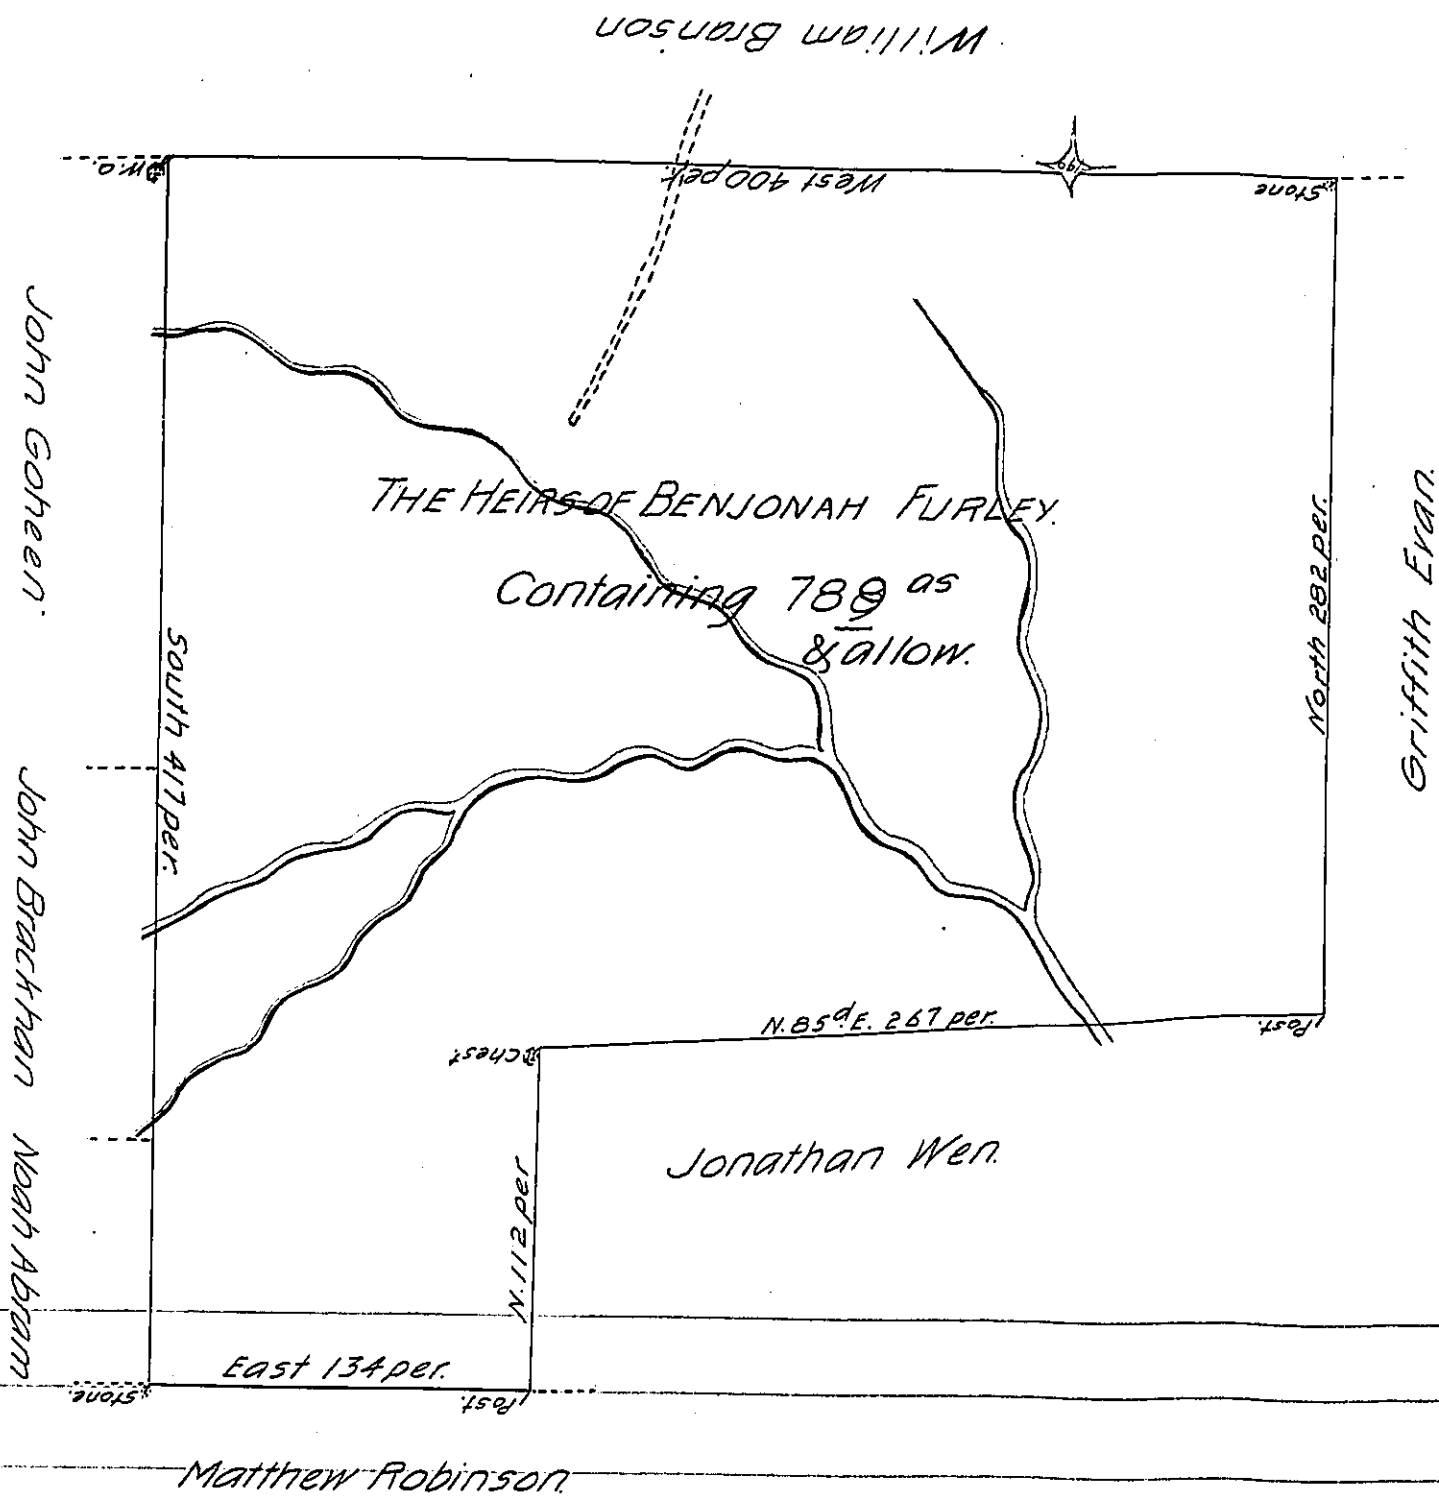 William Branson
W.O.
West 400 per.
Stone
John Goheen
THE HEIRS OF BENJONAH FURLEY.
Containing 788 as
& allow.
South 417 per.
North 282 per.
Griffith Evan.
John Brackhan
N. 85d. E. 267 per.
Post.
Chest
Jonathan Wen.
Noah Abram
N. 112 per
East 134 per.
Stone
Post.
Matthew Robinson